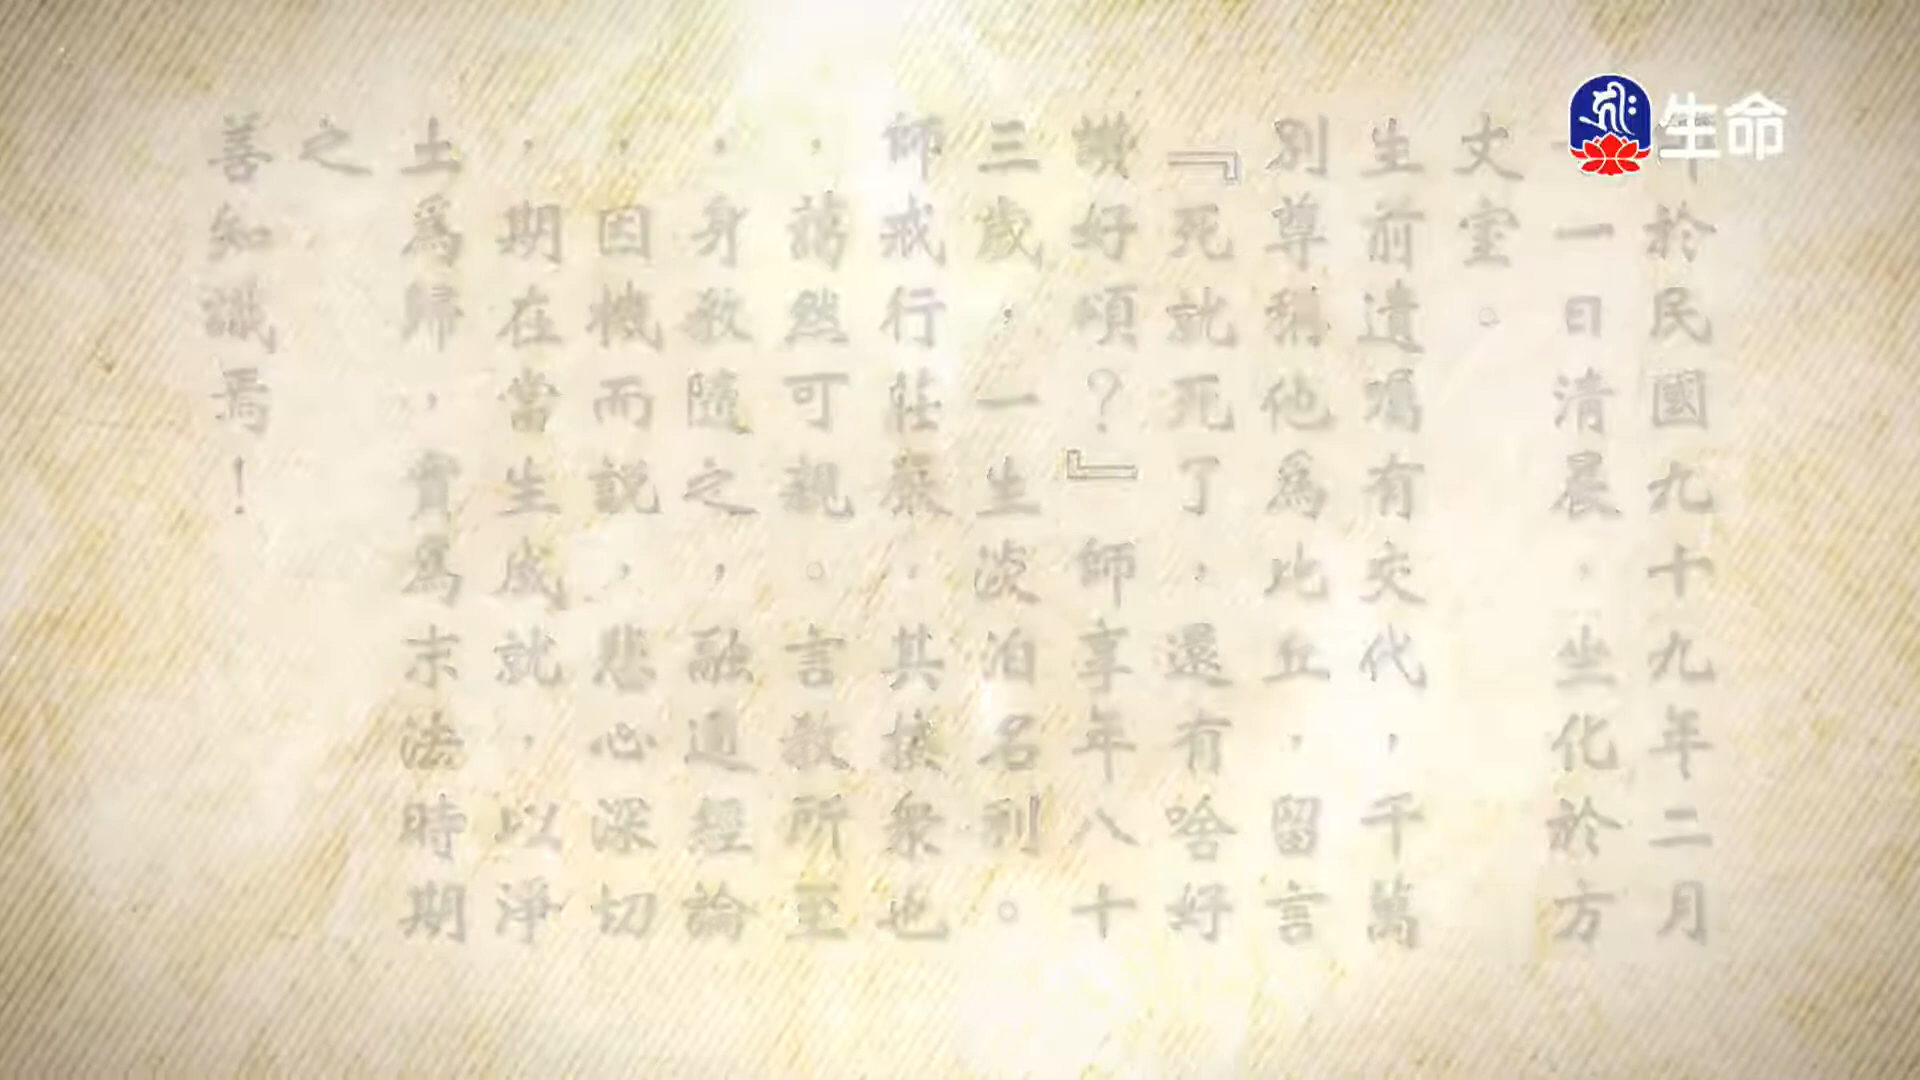 生命
於民國九十九年二月
一日清晨，坐化於方
丈室。
生前遺囑有交代，千萬
別尊稱他為比丘，留言
『死就死了，還有啥好
讚好頌？』師享年八十
三歲，一生淡泊名利。
師戒行莊嚴，其攝眾也
，藹然可親。言教所至
，身教隨之，融通經論
，因機而說，悲心深切
，期在當生成就，以淨
土為歸，實為末法時期
之
善知識焉！